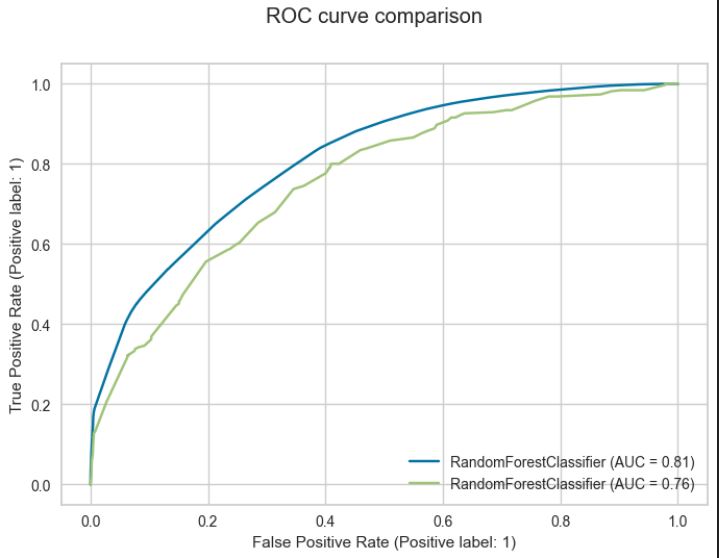 ROC curve comparison
True Positive Rate (Positive label: 1)
1.0
0.8
0.6
0.4
0.2
0.0
RandomForestClassifier (AUC = 0.81)
RandomForestClassifier (AUC = 0.76)
0.0 0.2 0.4 0.6 0.8 1.0
False Positive Rate (Positive label: 1)